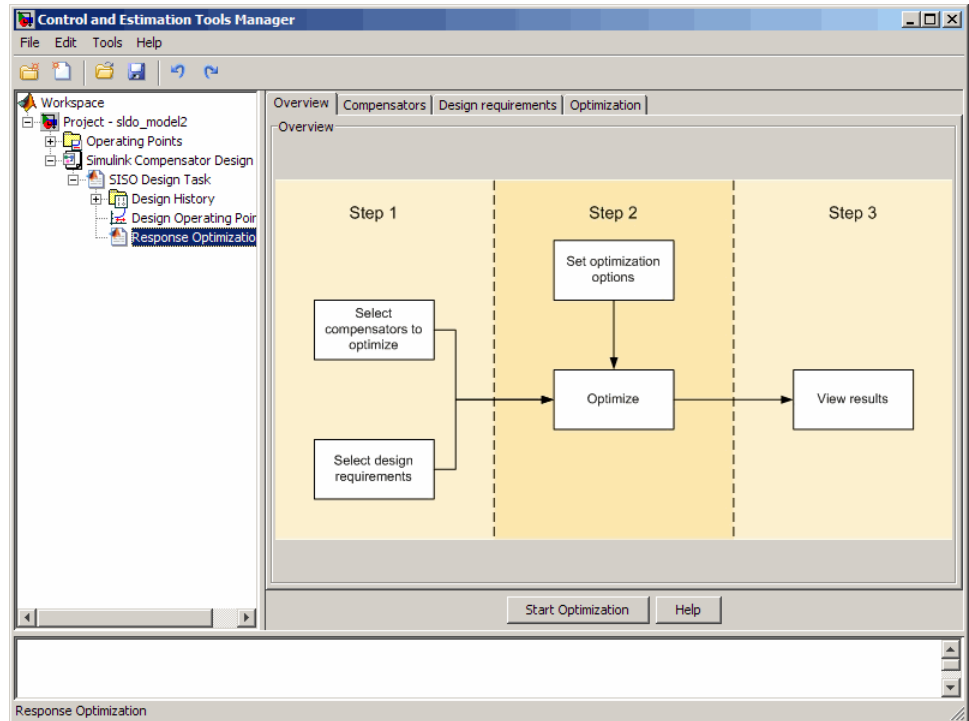 Control and Estimation Tools Manager
File Edit Tools Help
Workspace
Project - sldo_model2
Operating Points
Simulink Compensator Design
SISO Design Task
Design History
Design Operating Poir
Response Optimizatio
Overview Compensators Design requirements Optimization
Overview
Step 1
Step 2
Step 3
Set optimization
options
Select
compensators to
optimize
Optimize
View results
Select design
requirements
Start Optimization Help
Response Optimization